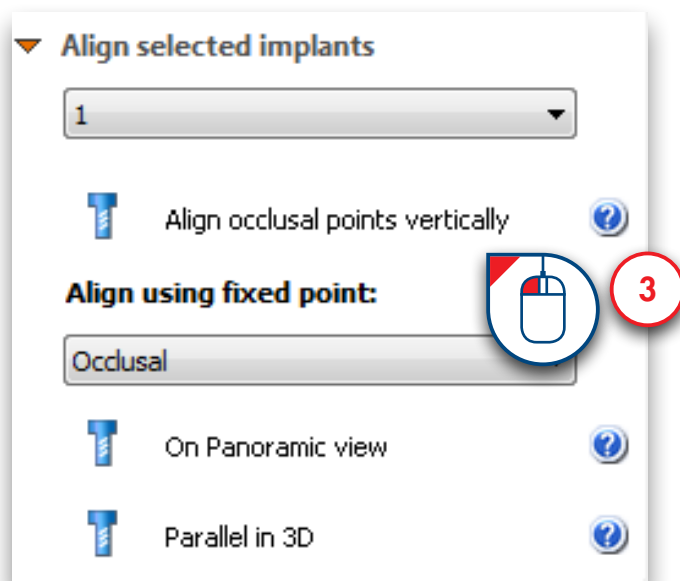 Align selected implants
1
Align occlusal points vertically
?
3
Align using fixed point:
Occlusal
On Panoramic view
?
Parallel in 3D
?